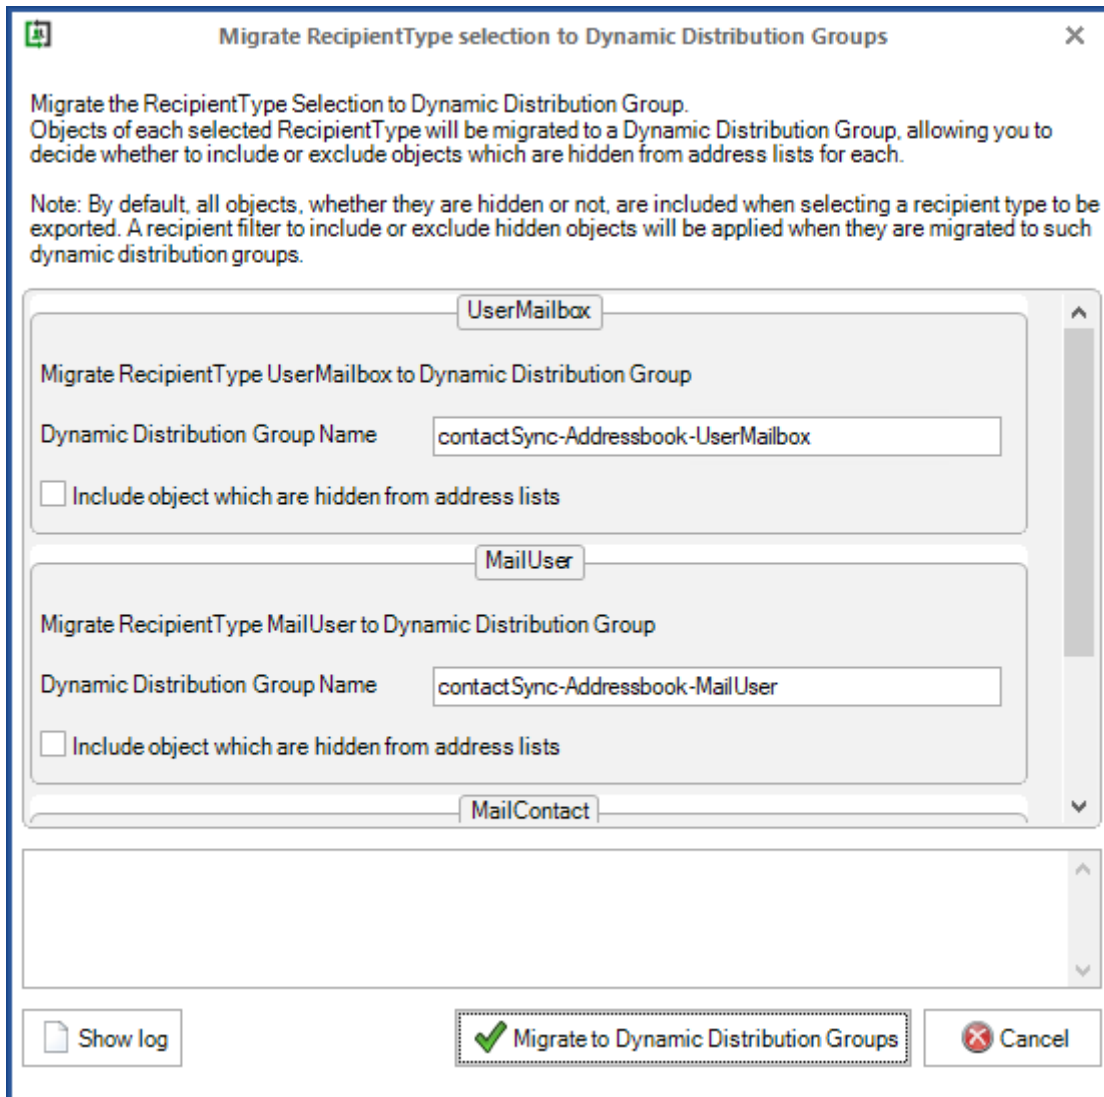 Migrate RecipientType selection to Dynamic Distribution Groups
Migrate the RecipientType Selection to Dynamic Distribution Group.
Objects of each selected RecipientType will be migrated to a Dynamic Distribution Group, allowing you to
decide whether to include or exclude objects which are hidden from address lists for each.
Note: By default, all objects, whether they are hidden or not, are included when selecting a recipient type to be
exported. A recipient filter to include or exclude hidden objects will be applied when they are migrated to such
dynamic distribution groups.
UserMailbox
Migrate RecipientType UserMailbox to Dynamic Distribution Group
Dynamic Distribution Group Name contactSync-Addressbook-UserMailbox
Include object which are hidden from address lists
MailUser
Migrate RecipientType MailUser to Dynamic Distribution Group
Dynamic Distribution Group Name contactSync-Addressbook-MailUser
Include object which are hidden from address lists
MailContact
Show log Migrate to Dynamic Distribution Groups Cancel